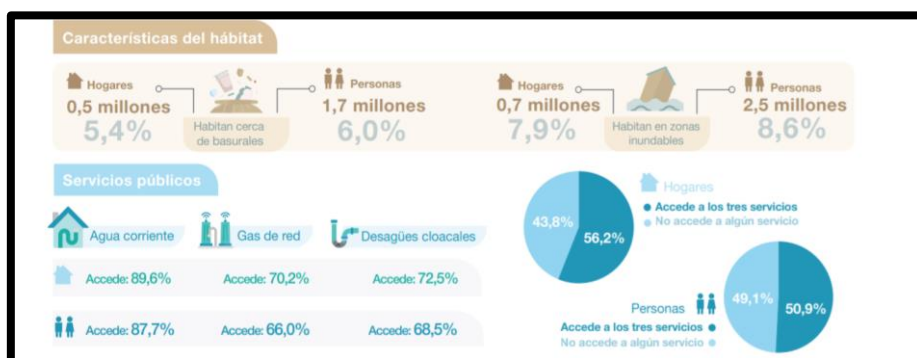 Características del hábitat
Hogares
0,5 millones
5,4%
Habitan cerca
de basurales
Personas
1,7 millones
6,0%
Hogares
0,7 millones
7,9%
Habitan en zonas
inundables
Personas
2,5 millones
8,6%
Servicios públicos
Agua corriente
Gas de red
Desagües cloacales
Accede: 89,6%
Accede: 70,2%
Accede: 72,5%
Accede: 87,7%
Accede: 66,0%
Accede: 68,5%
43,8%
56,2%
Hogares
Accede a los tres servicios
No accede a algún servicio
Personas
Accede a los tres servicios
No accede a algún servicio
49,1%
50,9%